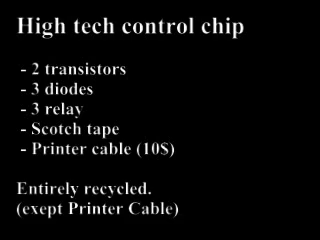 High tech control chip
- 2 transistors
- 3 diodes
- 3 relay
- Scotch tape
- Printer cable (10$)
Entirely recycled.
(exept Printer Cable)